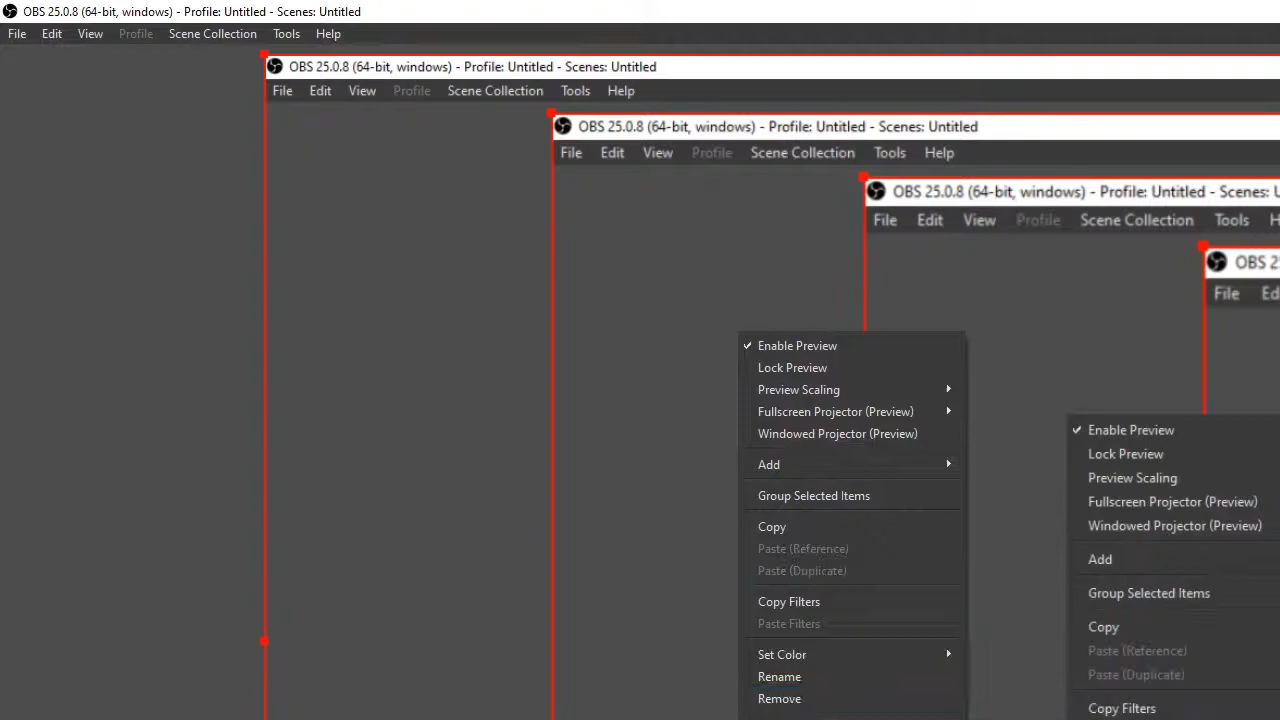 OBS 25.0.8 (64-bit, windows) - Profile: Untitled - Scenes: Untitled
File Edit View Profile Scene Collection Tools Help
OBS 25.0.8 (64-bit, windows) - Profile: Untitled - Scenes: Untitled
File Edit View Profile Scene Collection Tools Help
OBS 25.0.8 (64-bit, windows) - Profile: Untitled - Scenes: Untitled
File Edit View Profile Scene Collection Tools Help
OBS 25.0.8 (64-bit, windows) - Profile: Untitled - Scenes: U
File Edit View Profile Scene Collection Tools H
OBS 2
File Ed
Enable Preview
Lock Preview
Preview Scaling
Fullscreen Projector (Preview)
Windowed Projector (Preview)
Add
Group Selected Items
Copy
Paste (Reference)
Paste (Duplicate)
Copy Filters
Paste Filters
Set Color
Rename
Remove
Enable Preview
Lock Preview
Preview Scaling
Fullscreen Projector (Preview)
Windowed Projector (Preview)
Add
Group Selected Items
Copy
Paste (Reference)
Paste (Duplicate)
Copy Filters